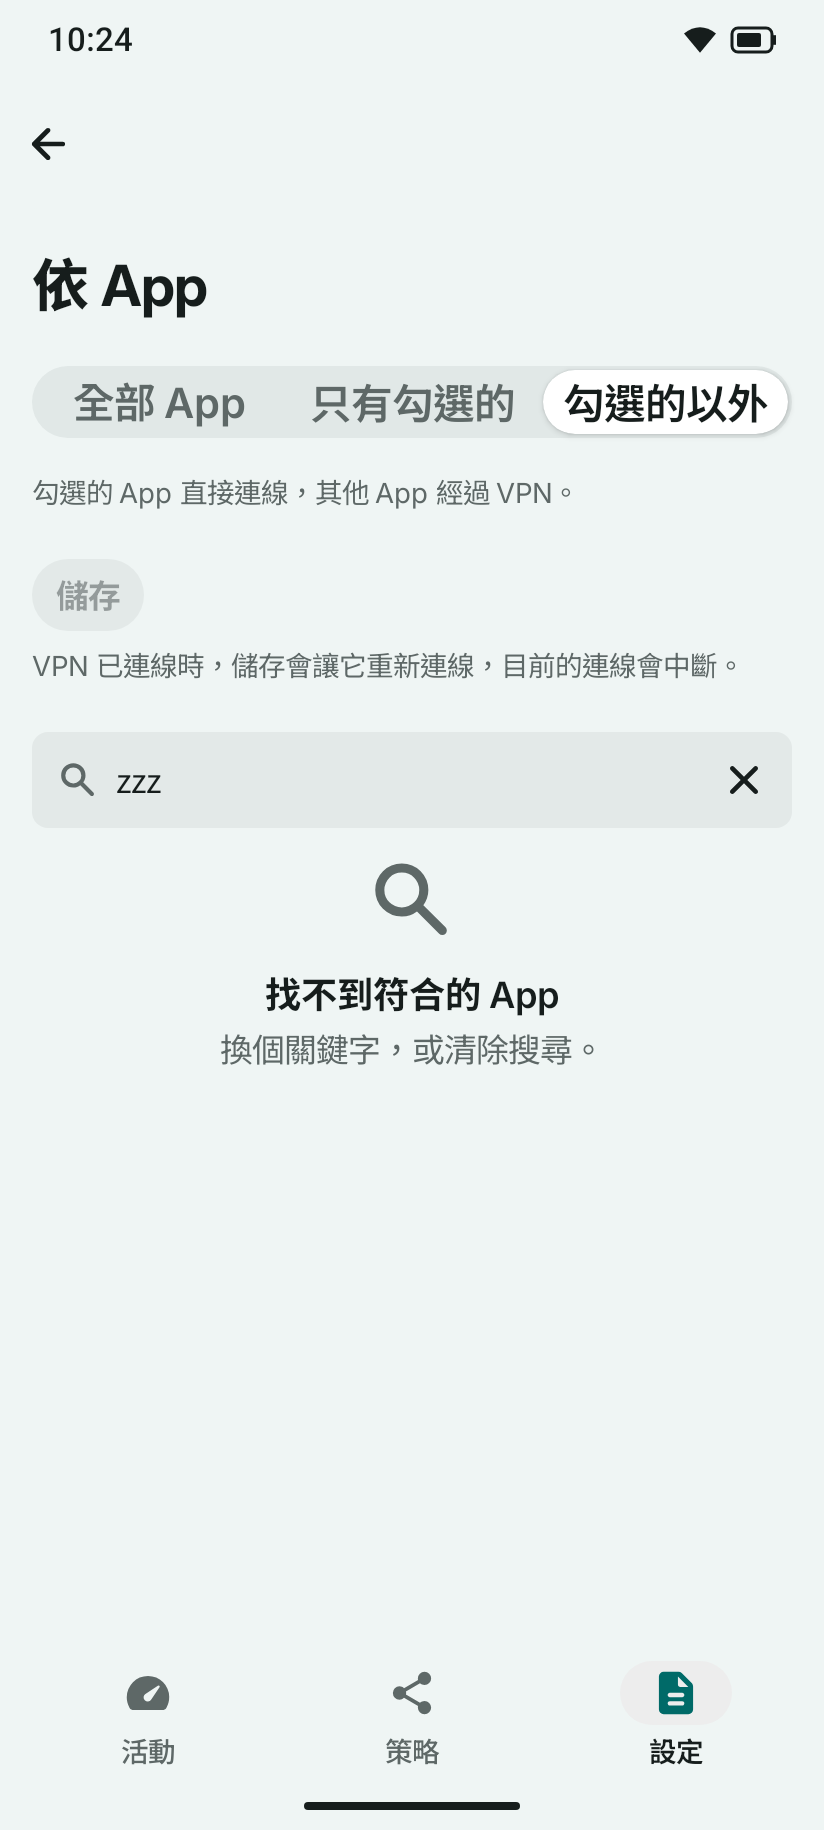 10:24
依 App
全部 App
只有勾選的
勾選的以外
勾選的 App 直接連線，其他 App 經過 VPN。
儲存
VPN 已連線時，儲存會讓它重新連線，目前的連線會中斷。
zzz
找不到符合的 App
換個關鍵字，或清除搜尋。
活動
策略
設定